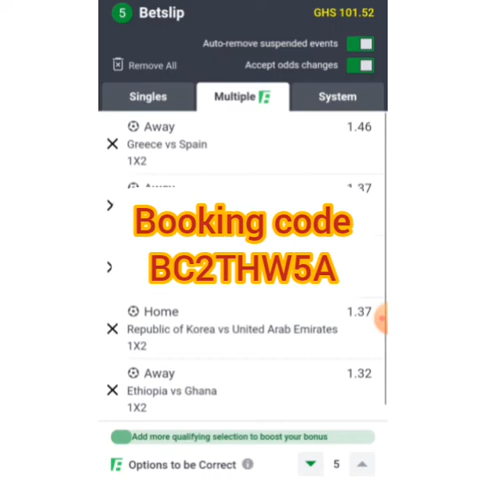 5 Betslip GHS 101.52
Auto-remove suspended events
Remove All Accept odds changes
Singles Multiple System
Away 1.46
Greece vs Spain
1X2
Away 1.37
Booking code
BC2THW5A
Home 1.37
Republic of Korea vs United Arab Emirates
1X2
Away 1.32
Ethiopia vs Ghana
1X2
Add more qualifying selection to boost your bonus
Options to be Correct 5